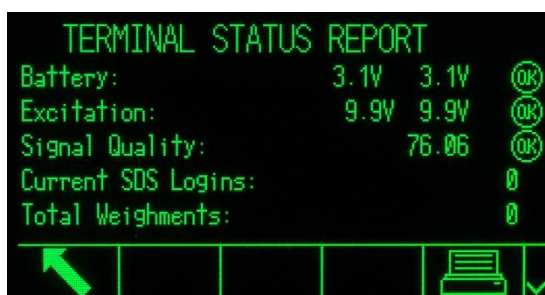 TERMINAL STATUS REPORT
Battery: 3.1V 3.1V OK
Excitation: 9.9V 9.9V OK
Signal Quality: 76.06 OK
Current SDS Logins: 0
Total Weighments: 0